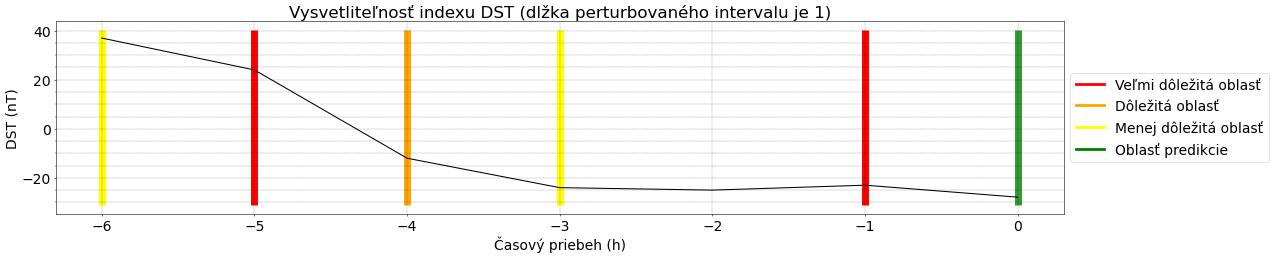 Vysvetliteľnosť indexu DST (dĺžka perturbovaného intervalu je 1)
DST (nT)
40
20
0
−20
−6 −5 −4 −3 −2 −1 0
Časový priebeh (h)
Veľmi dôležitá oblasť
Dôležitá oblasť
Menej dôležitá oblasť
Oblasť predikcie